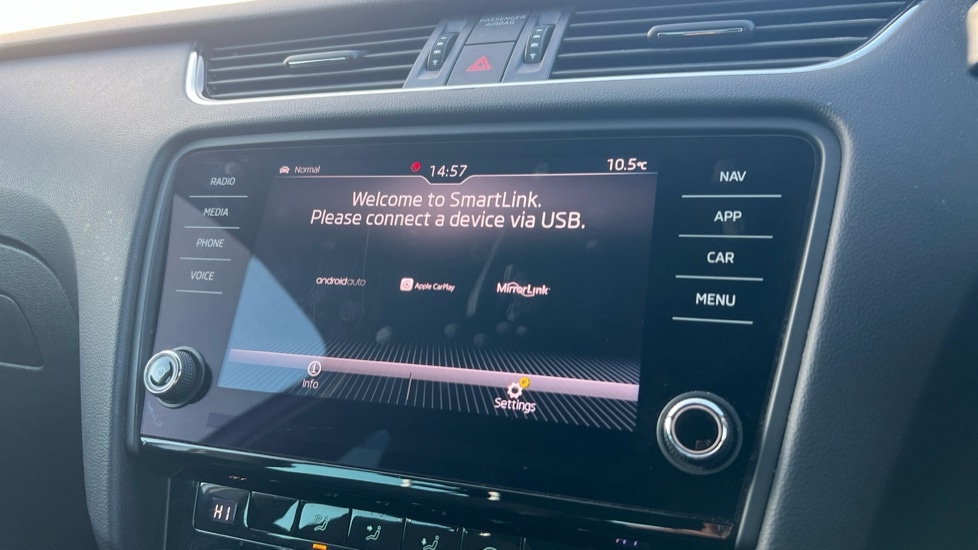 PASSENGER
AIRBAG
Normal
14:57
10.5°C
RADIO
MEDIA
PHONE
VOICE
Welcome to SmartLink.
Please connect a device via USB.
androidauto
Apple CarPlay
MirrorLink
Info
Settings
NAV
APP
CAR
MENU
HI